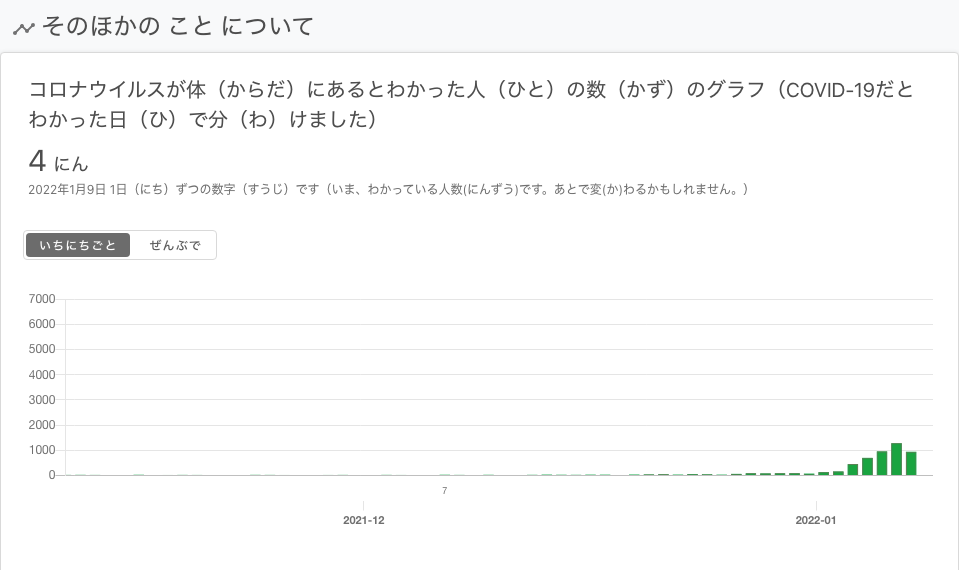 そのほかの こと について
コロナウイルスが体（からだ）にあるとわかった人（ひと）の数（かず）のグラフ（COVID-19だと
わかった日（ひ）で分（わ）けました）
4 にん
2022年1月9日 1日（にち）ずつの数字（すうじ）です（いま、わかっている人数(にんずう)です。あとで変(か)わるかもしれません。）
いちにちごと ぜんぶで
7000
6000
5000
4000
3000
2000
1000
0
7
2021-12 2022-01